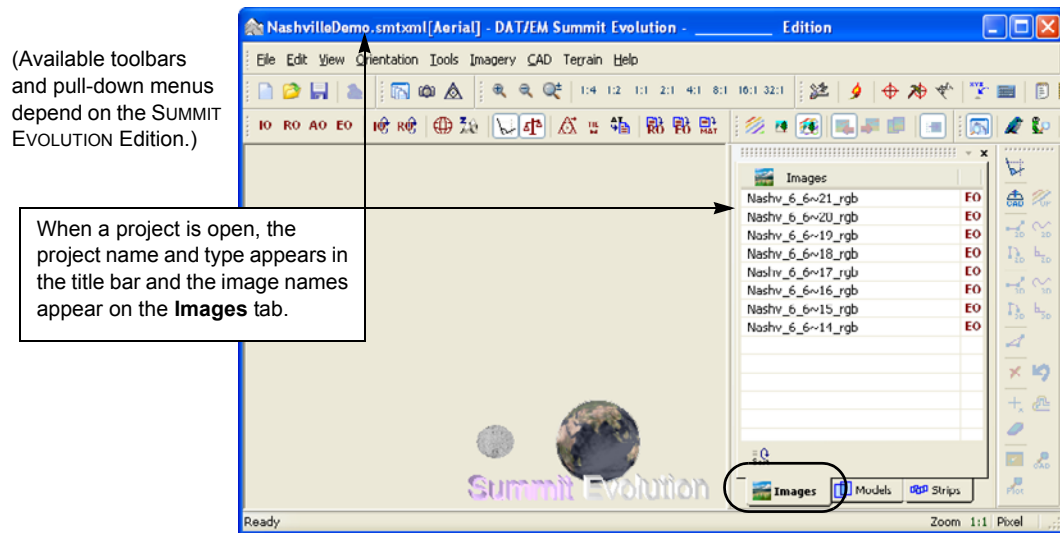 NashvilleDemo.smtxml[Aerial] - DAT/EM Summit Evolution - _________ Edition
(Available toolbars
and pull-down menus
depend on the SUMMIT
EVOLUTION Edition.)
File Edit View Orientation Tools Imagery CAD Terrain Help
1:4 1:2 1:1 2:1 4:1 8:1 16:1 32:1
IO RO AO EO
When a project is open, the
project name and type appears in
the title bar and the image names
appear on the Images tab.
Images
Nashv_6_6~21_rgb EO
Nashv_6_6~20_rgb EO
Nashv_6_6~19_rgb EO
Nashv_6_6~18_rgb EO
Nashv_6_6~17_rgb EO
Nashv_6_6~16_rgb EO
Nashv_6_6~15_rgb EO
Nashv_6_6~14_rgb EO
Summit Evolution
Images Models Strips
Ready
Zoom 1:1 Pixel